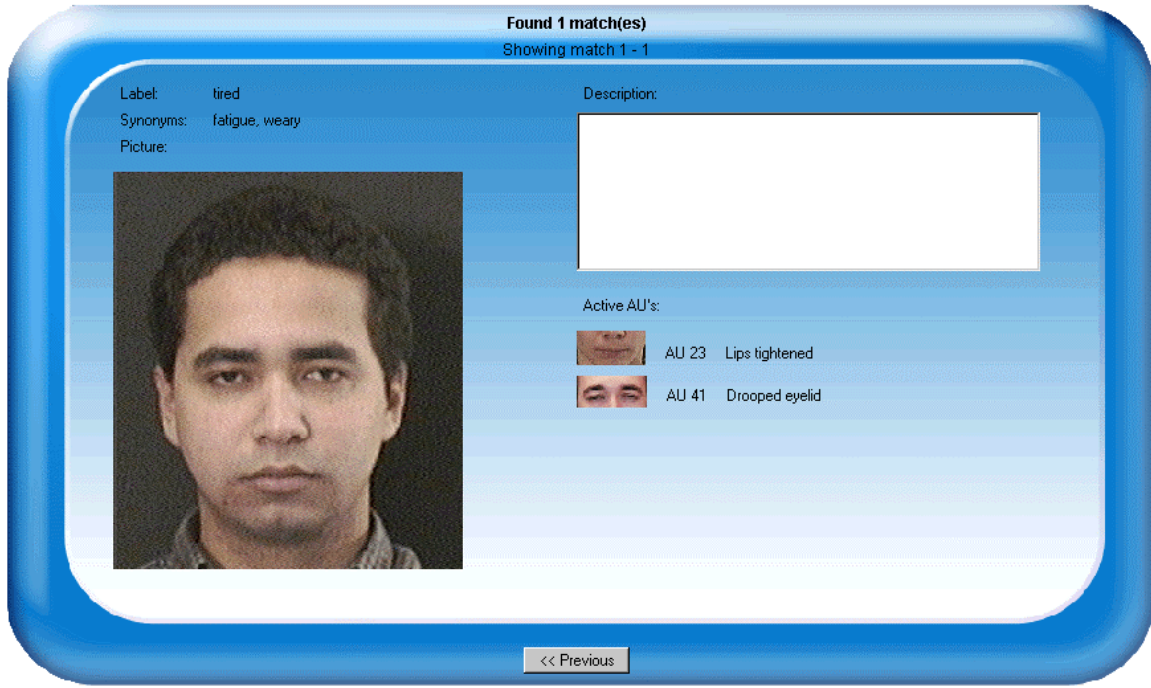 Found 1 match(es)
Showing match 1 - 1
Label: tired
Synonyms: fatigue, weary
Picture:
Description:
Active AU's:
AU 23 Lips tightened
AU 41 Drooped eyelid
<< Previous